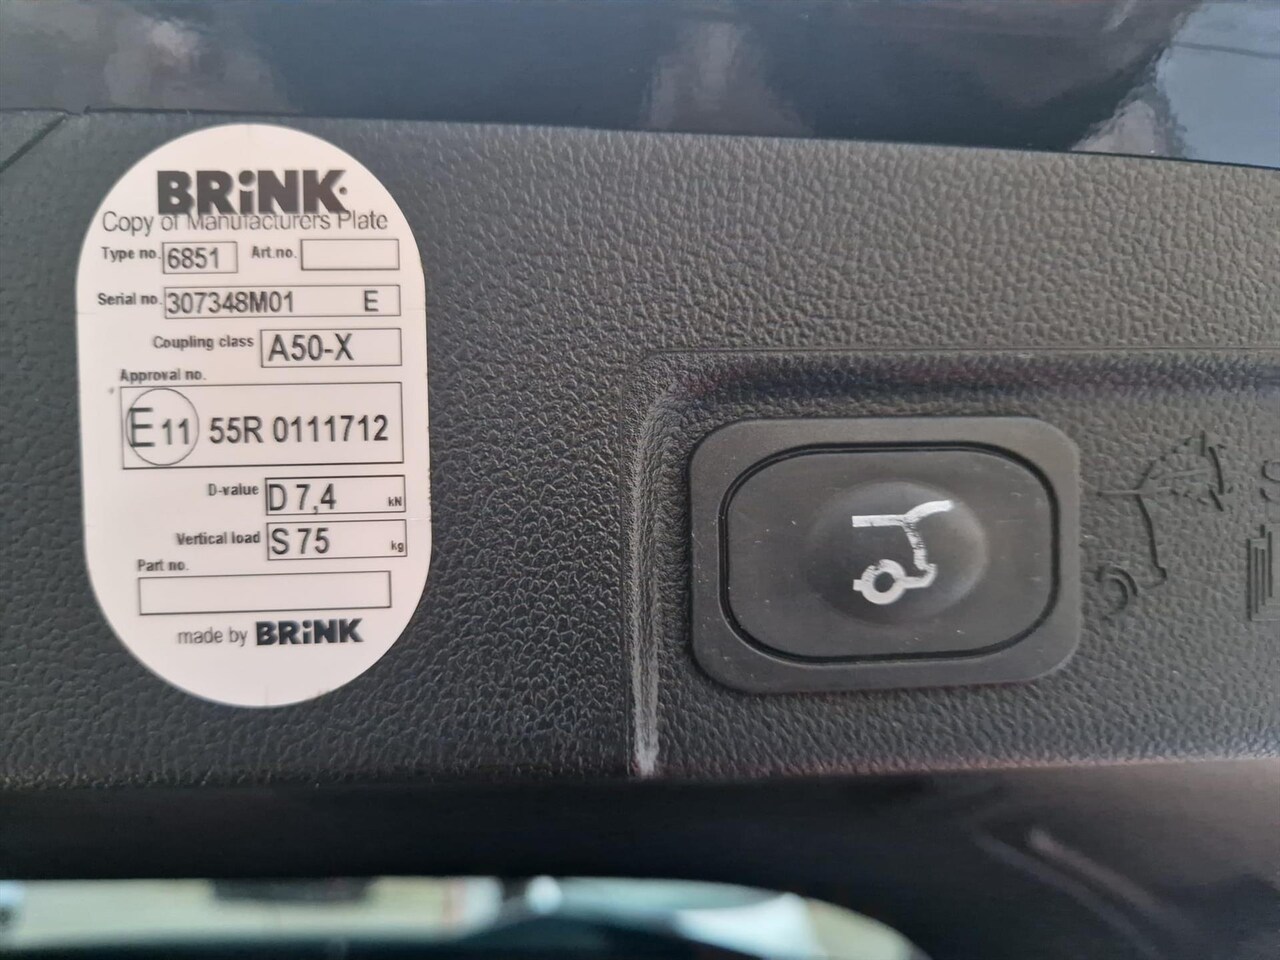 BRiNK
Copy of Manufacturers Plate
Type no. 6851 Art.no.
Serial no. 307348M01 E
Coupling class A50-X
Approval no.
E 11 55R 0111712
D-value D 7,4 kN
Vertical load S 75 kg
Part no.
made by BRiNK